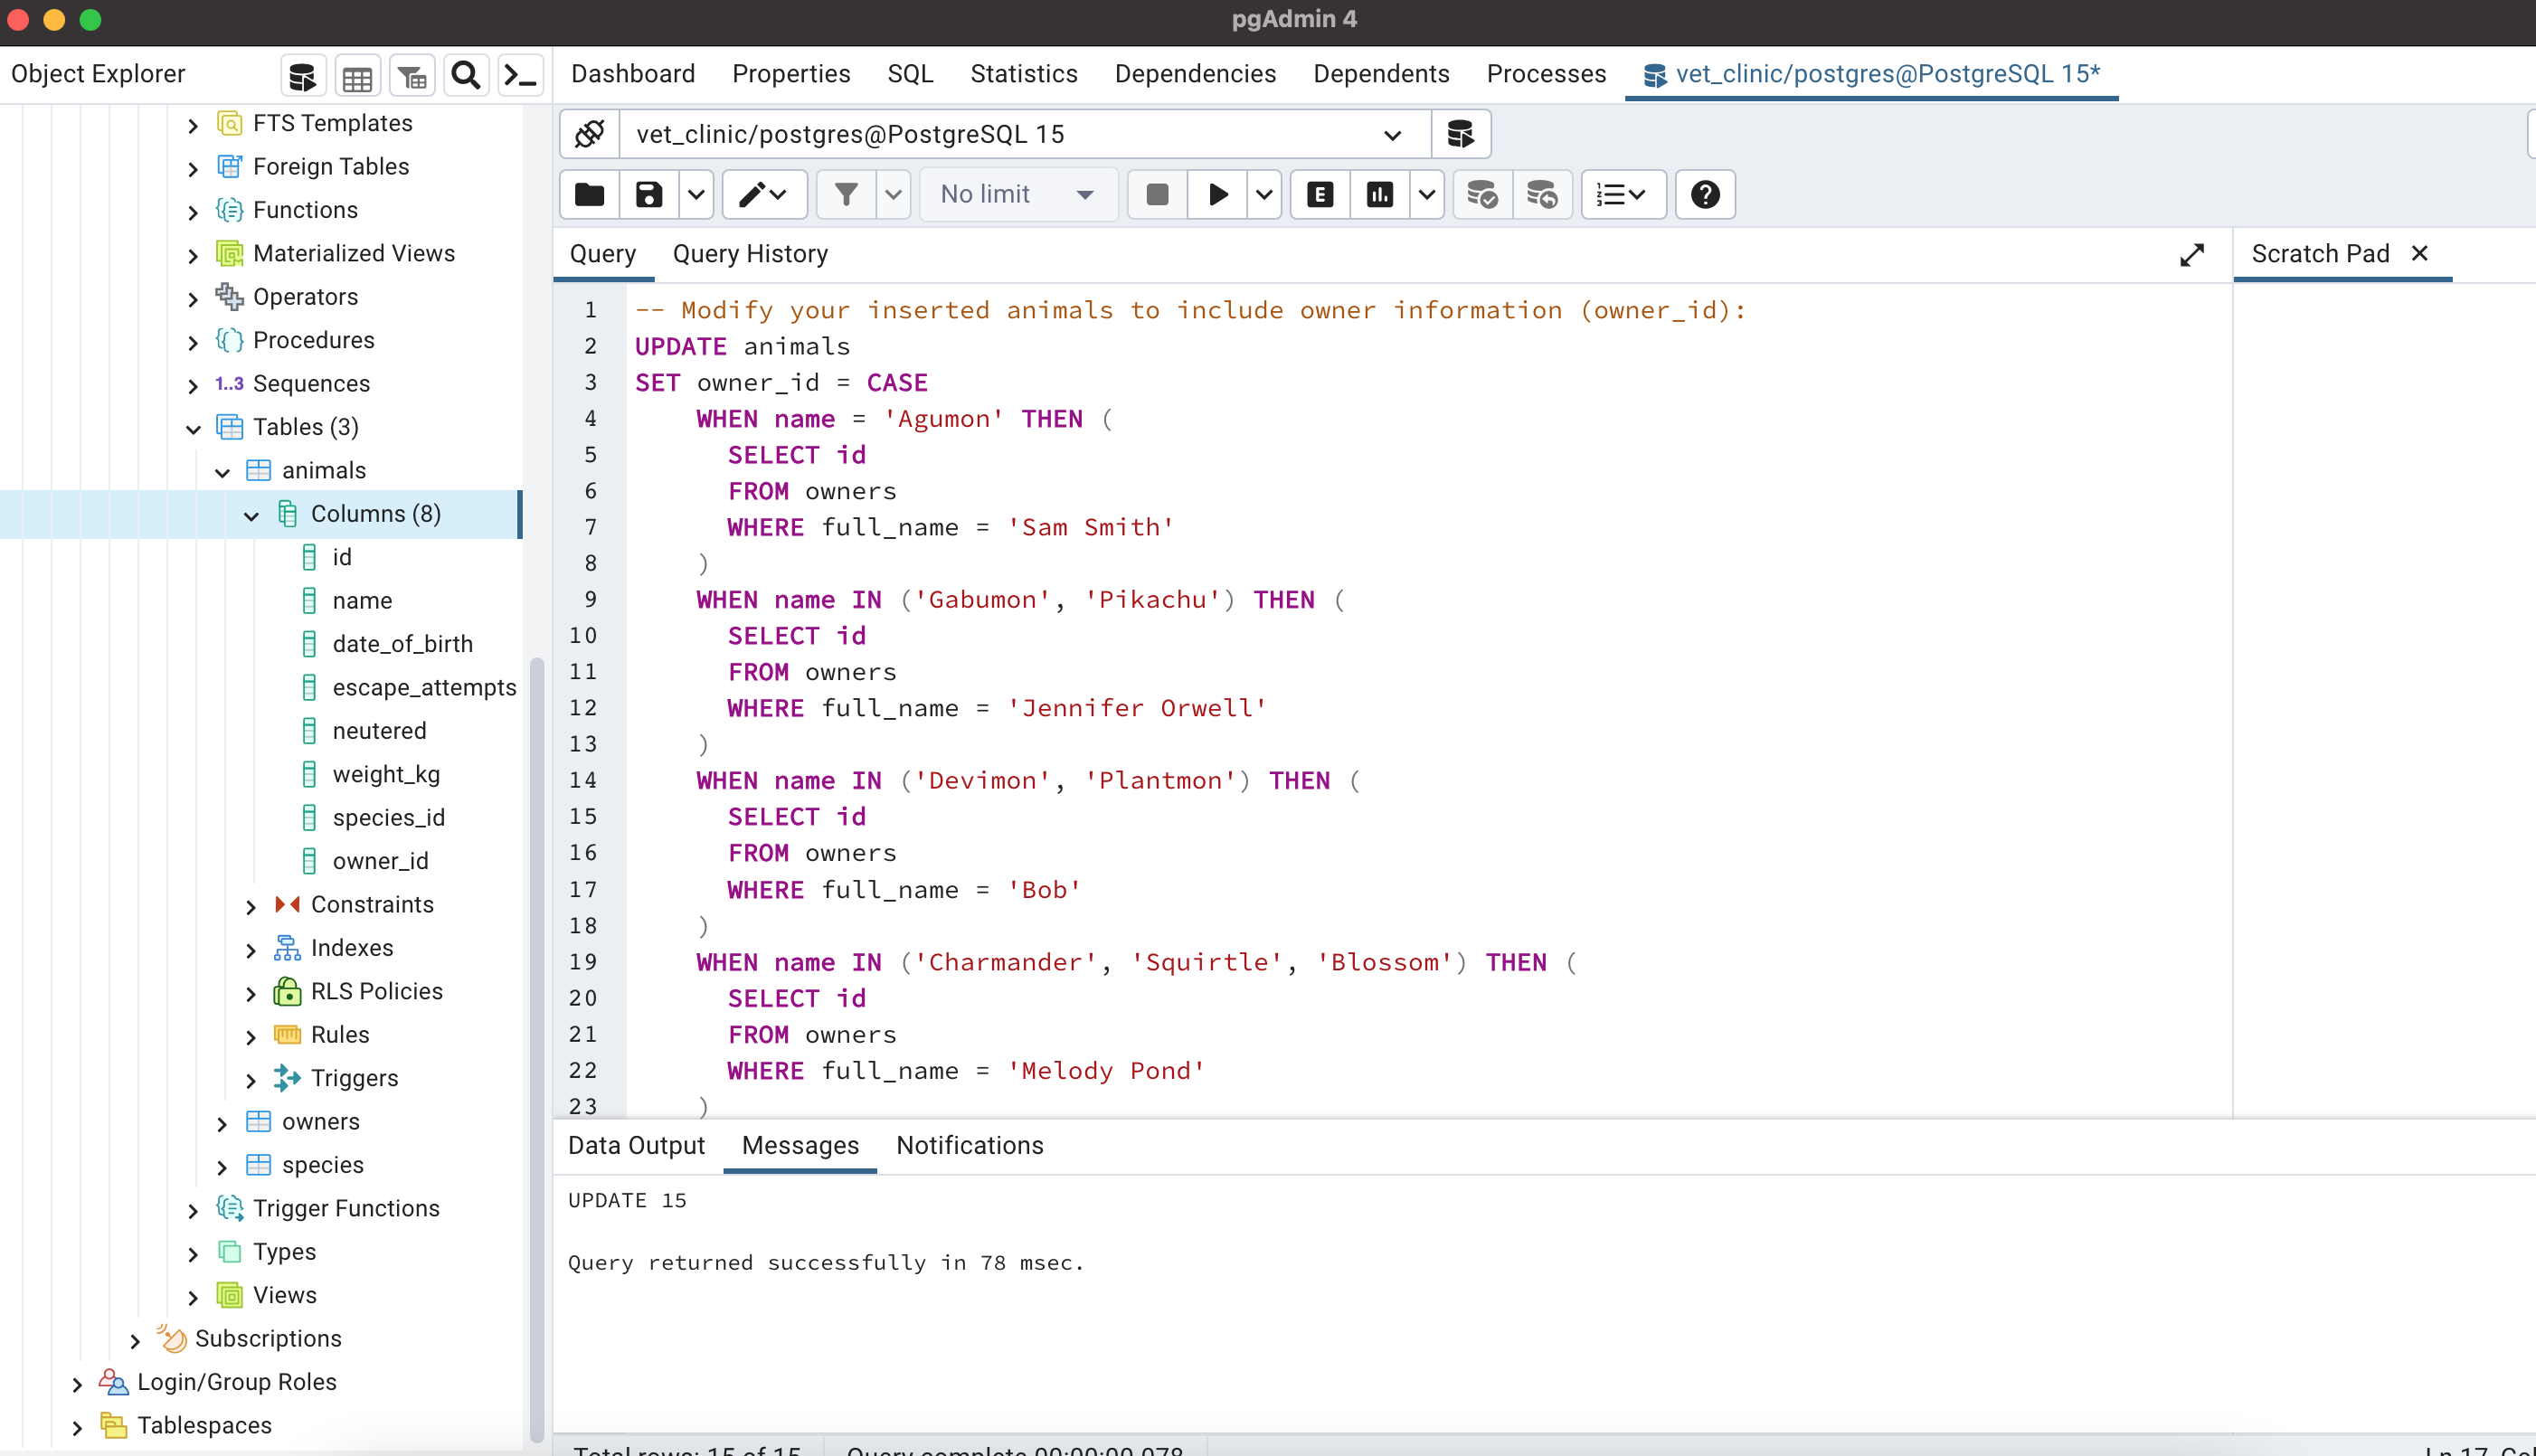 pgAdmin 4
Object Explorer
Dashboard Properties SQL Statistics Dependencies Dependents Processes vet_clinic/postgres@PostgreSQL 15*
vet_clinic/postgres@PostgreSQL 15
No limit
E
?
Query Query History
Scratch Pad
FTS Templates
Foreign Tables
Functions
Materialized Views
Operators
Procedures
1..3 Sequences
Tables (3)
animals
Columns (8)
id
name
date_of_birth
escape_attempts
neutered
weight_kg
species_id
owner_id
Constraints
Indexes
RLS Policies
Rules
Triggers
owners
species
Trigger Functions
Types
Views
Subscriptions
Login/Group Roles
Tablespaces
1 -- Modify your inserted animals to include owner information (owner_id):
2 UPDATE animals
3 SET owner_id = CASE
4 WHEN name = 'Agumon' THEN (
5 SELECT id
6 FROM owners
7 WHERE full_name = 'Sam Smith'
8 )
9 WHEN name IN ('Gabumon', 'Pikachu') THEN (
10 SELECT id
11 FROM owners
12 WHERE full_name = 'Jennifer Orwell'
13 )
14 WHEN name IN ('Devimon', 'Plantmon') THEN (
15 SELECT id
16 FROM owners
17 WHERE full_name = 'Bob'
18 )
19 WHEN name IN ('Charmander', 'Squirtle', 'Blossom') THEN (
20 SELECT id
21 FROM owners
22 WHERE full_name = 'Melody Pond'
23 )
Data Output Messages Notifications
UPDATE 15
Query returned successfully in 78 msec.
Total rows: 15 of 15 Query complete 00:00:00.078
Ln 17,